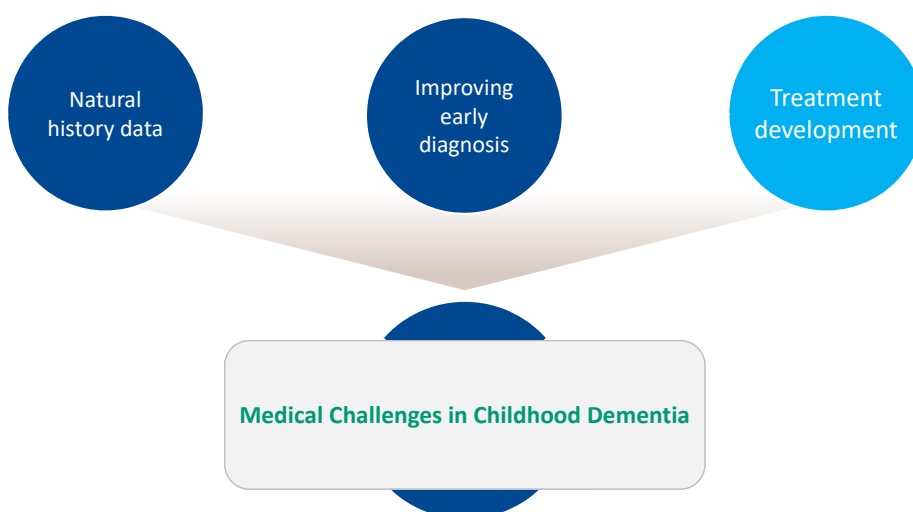 Natural
history data
Improving
early
diagnosis
Treatment
development
Medical Challenges in Childhood Dementia